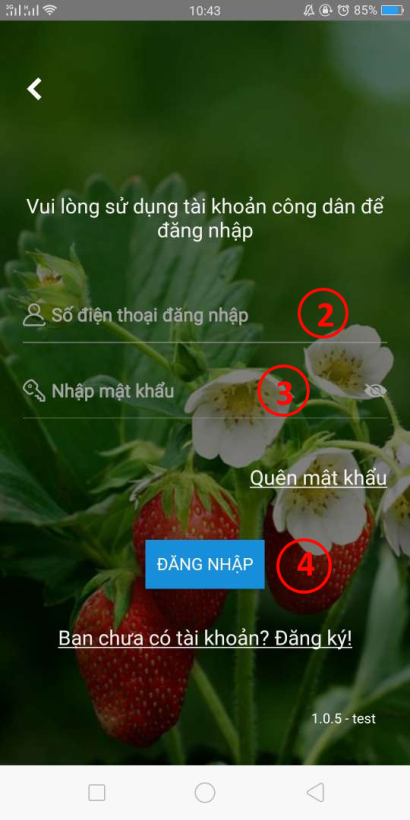 3G H 10:43 85%
Vui lòng sử dụng tài khoản công dân để
đăng nhập
Số điện thoại đăng nhập 2
Nhập mật khẩu 3
Quên mật khẩu
ĐĂNG NHẬP 4
Bạn chưa có tài khoản? Đăng ký!
1.0.5 - test